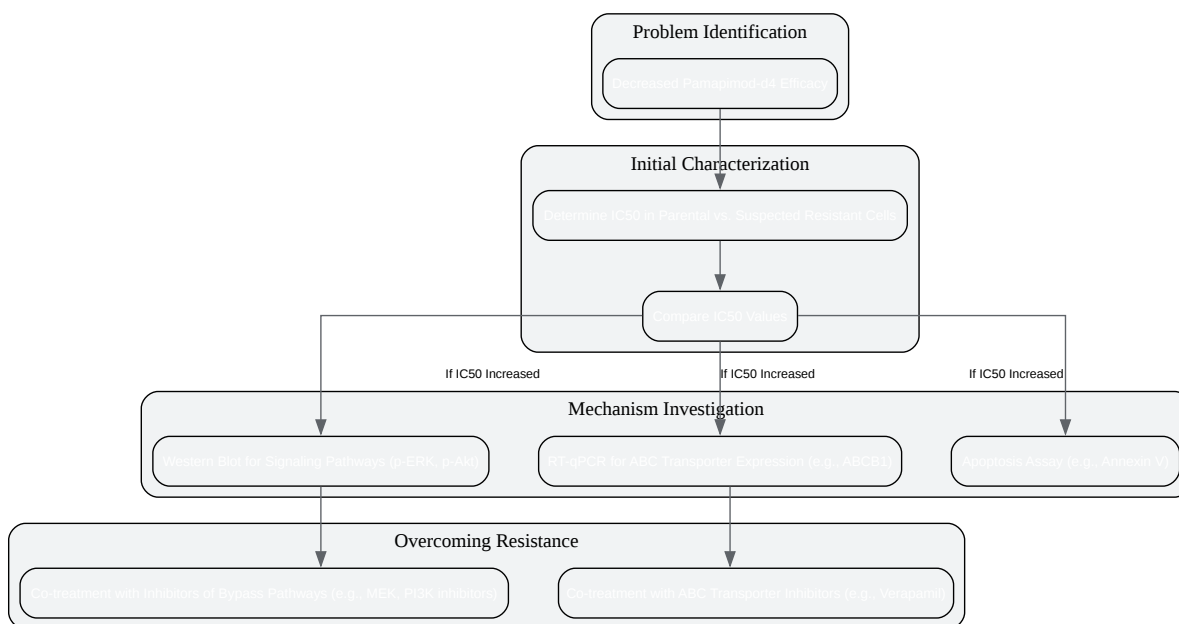 Problem Identification
Decreased Pamapimod-d4 Efficacy
Initial Characterization
Determine IC50 in Parental vs. Suspected Resistant Cells
Compare IC50 Values
If IC50 Increased
If IC50 Increased
If IC50 Increased
Mechanism Investigation
Western Blot for Signaling Pathways (p-ERK, p-Akt)
RT-qPCR for ABC Transporter Expression (e.g., ABCB1)
Apoptosis Assay (e.g., Annexin V)
Overcoming Resistance
Co-treatment with Inhibitors of Bypass Pathways (e.g., MEK, PI3K Inhibitors)
Co-treatment with ABC Transporter Inhibitors (e.g., Verapamil)